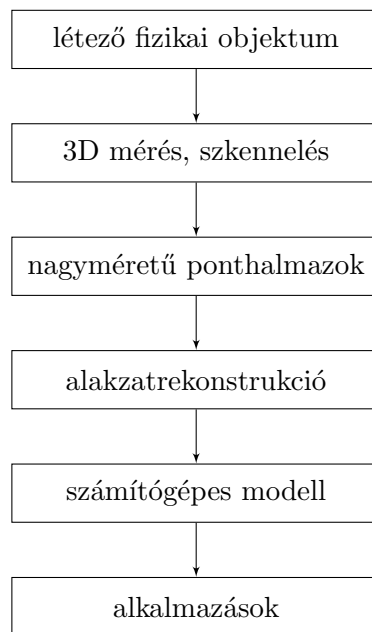 létező fizikai objektum
3D mérés, szkennelés
nagyméretű ponthalmazok
alakzatrekonstrukció
számítógépes modell
alkalmazások